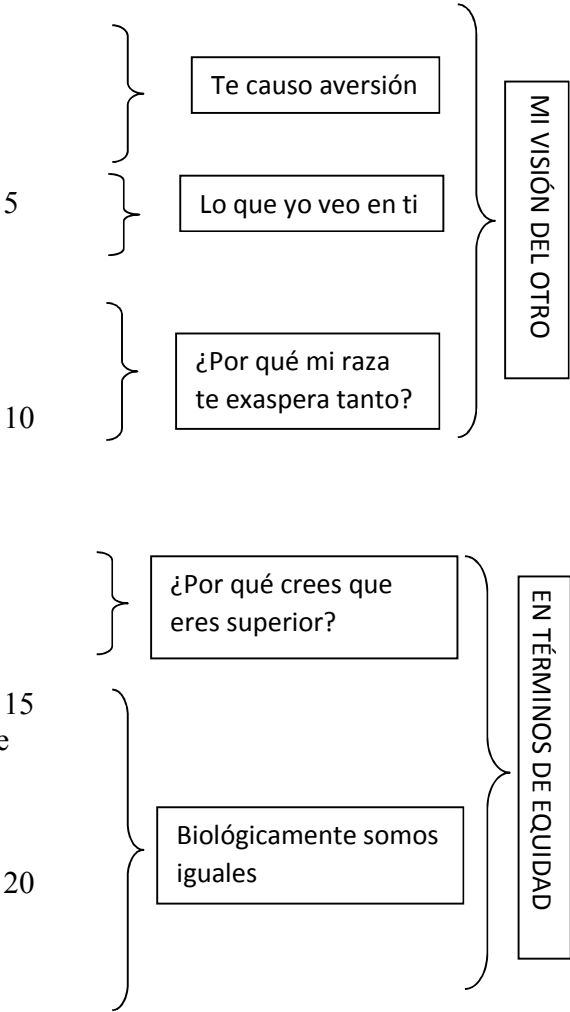 Te causo aversión
MI VISIÓN DEL OTRO
5
Lo que yo veo en ti
¿Por qué mi raza
te exaspera tanto?
10
¿Por qué crees que
eres superior?
EN TÉRMINOS DE EQUIDAD
15
e
Biológicamente somos
iguales
20